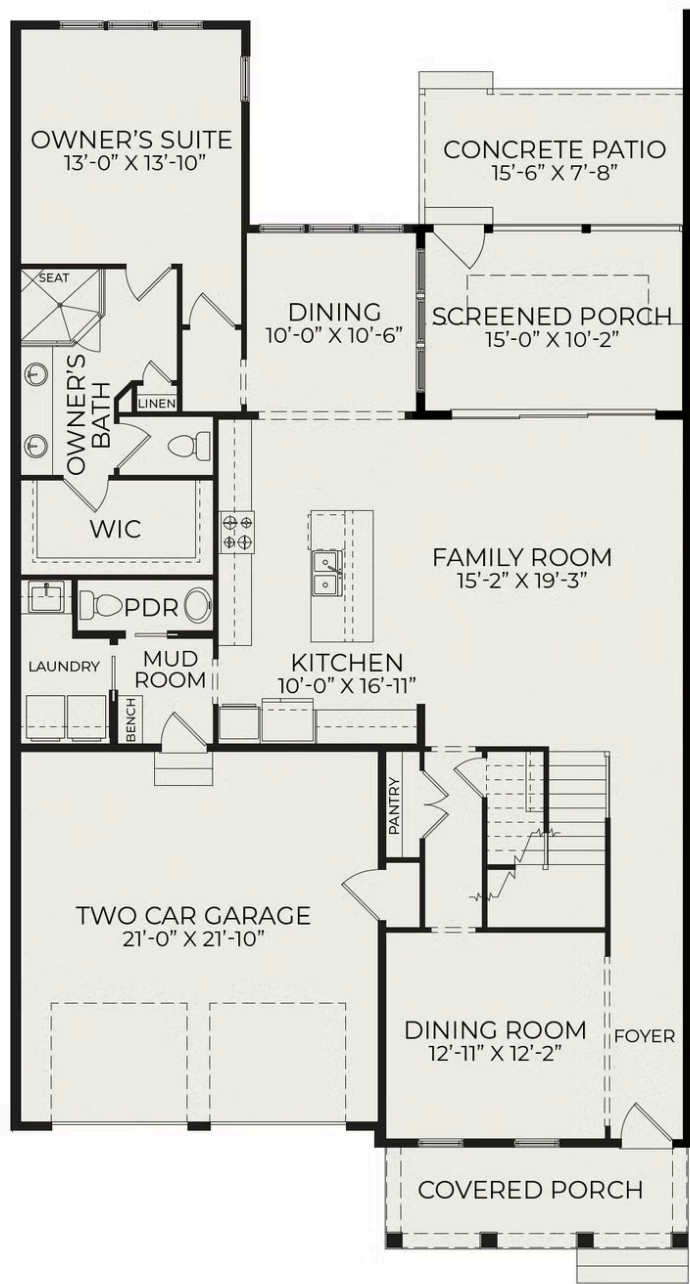 OWNER'S SUITE
13'-0" X 13'-10"
CONCRETE PATIO
15'-6" X 7'-8"
SEAT
DINING
10'-0" X 10'-6"
SCREENED PORCH
15'-0" X 10'-2"
OWNER'S
BATH
LINEN
WIC
FAMILY ROOM
15'-2" X 19'-3"
PDR
LAUNDRY
MUD
ROOM
KITCHEN
10'-0" X 16'-11"
BENCH
PANTRY
TWO CAR GARAGE
21'-0" X 21'-10"
DINING ROOM
12'-11" X 12'-2"
FOYER
COVERED PORCH